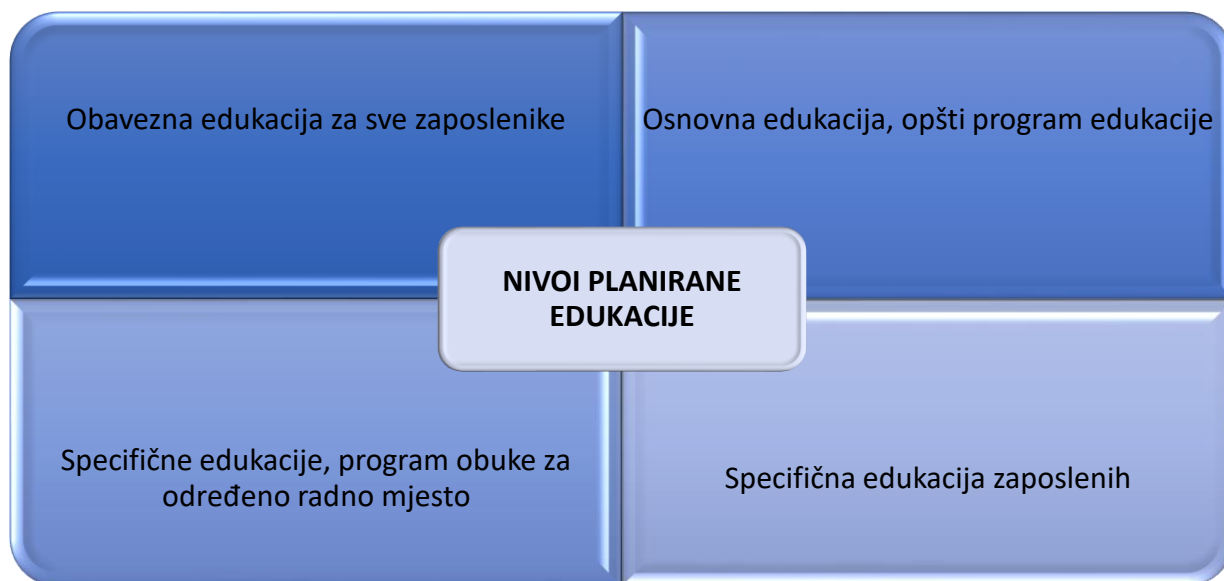 Obavezna edukacija za sve zaposlenike
Osnovna edukacija, opšti program edukacije
NIVOI PLANIRANE
EDUKACIJE
Specifične edukacije, program obuke za
određeno radno mjesto
Specifična edukacija zaposlenih